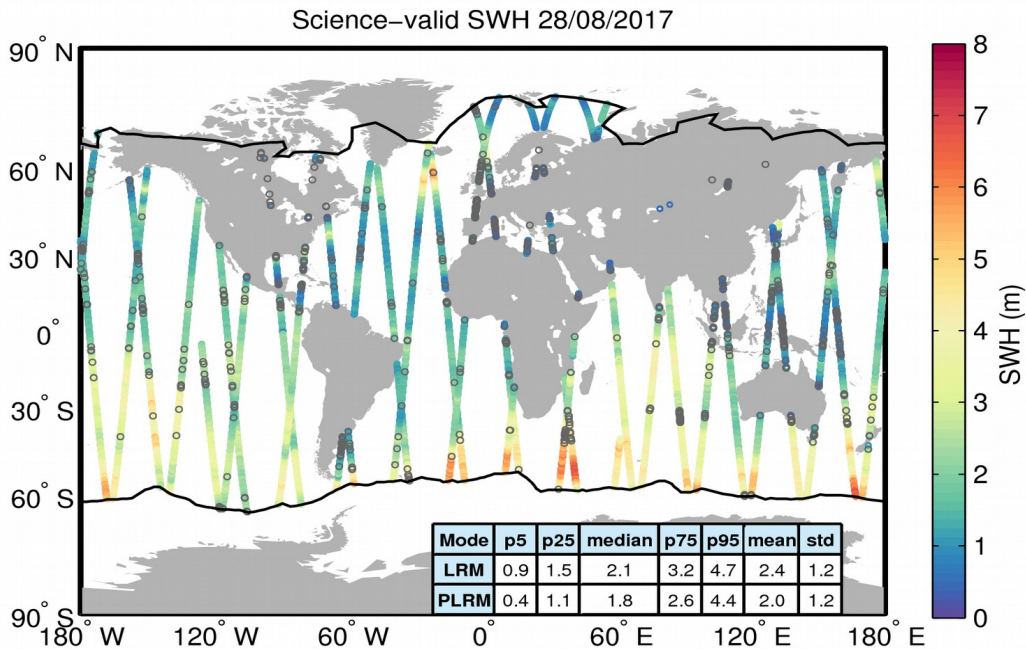 Science−valid SWH 28/08/2017
90° N
60° N
30° N
0°
30° S
60° S
90° S
180° W
120° W
60° W
0°
60° E
120° E
180° E
Mode p5 p25 median p75 p95 mean std
LRM 0.9 1.5 2.1 3.2 4.7 2.4 1.2
PLRM 0.4 1.1 1.8 2.6 4.4 2.0 1.2
8
7
6
5
4
3
2
1
0
SWH (m)